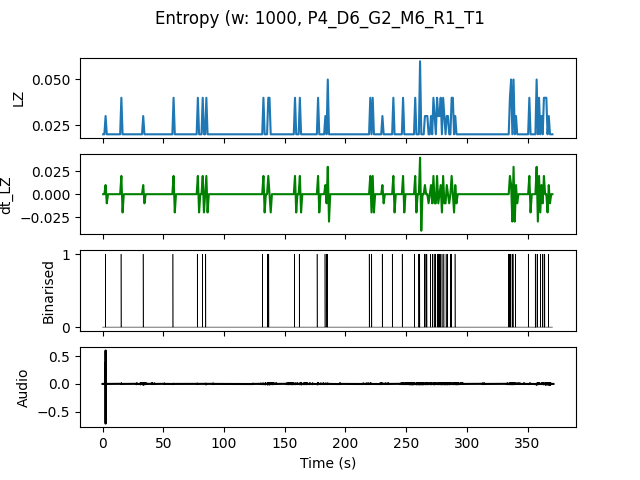 Entropy (w: 1000, P4_D6_G2_M6_R1_T1
LZ
0.050
0.025
dt_LZ
0.025
0.000
−0.025
Binarised
1
0
Audio
0.5
0.0
−0.5
0 50 100 150 200 250 300 350
Time (s)